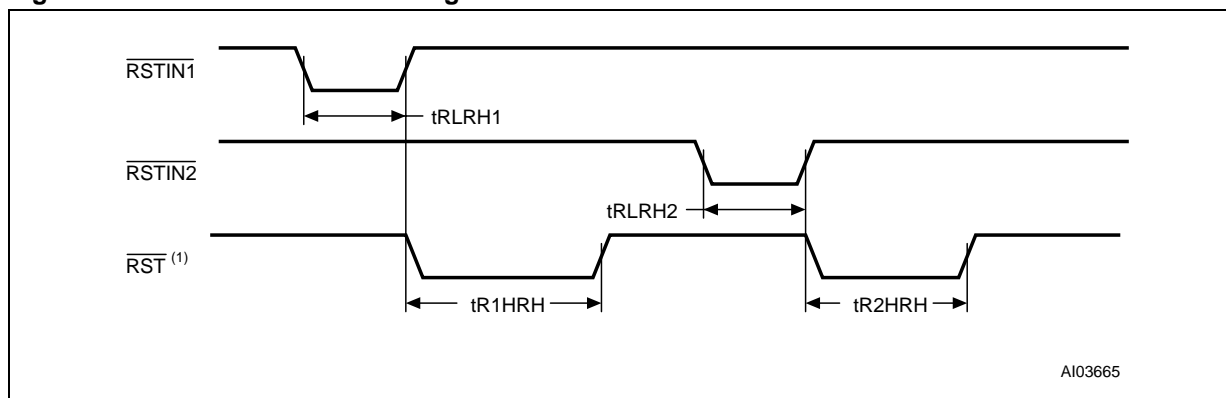 RSTIN1
tRLRH1
RSTIN2
tRLRH2
RST (1)
tR1HRH
tR2HRH
AI03665